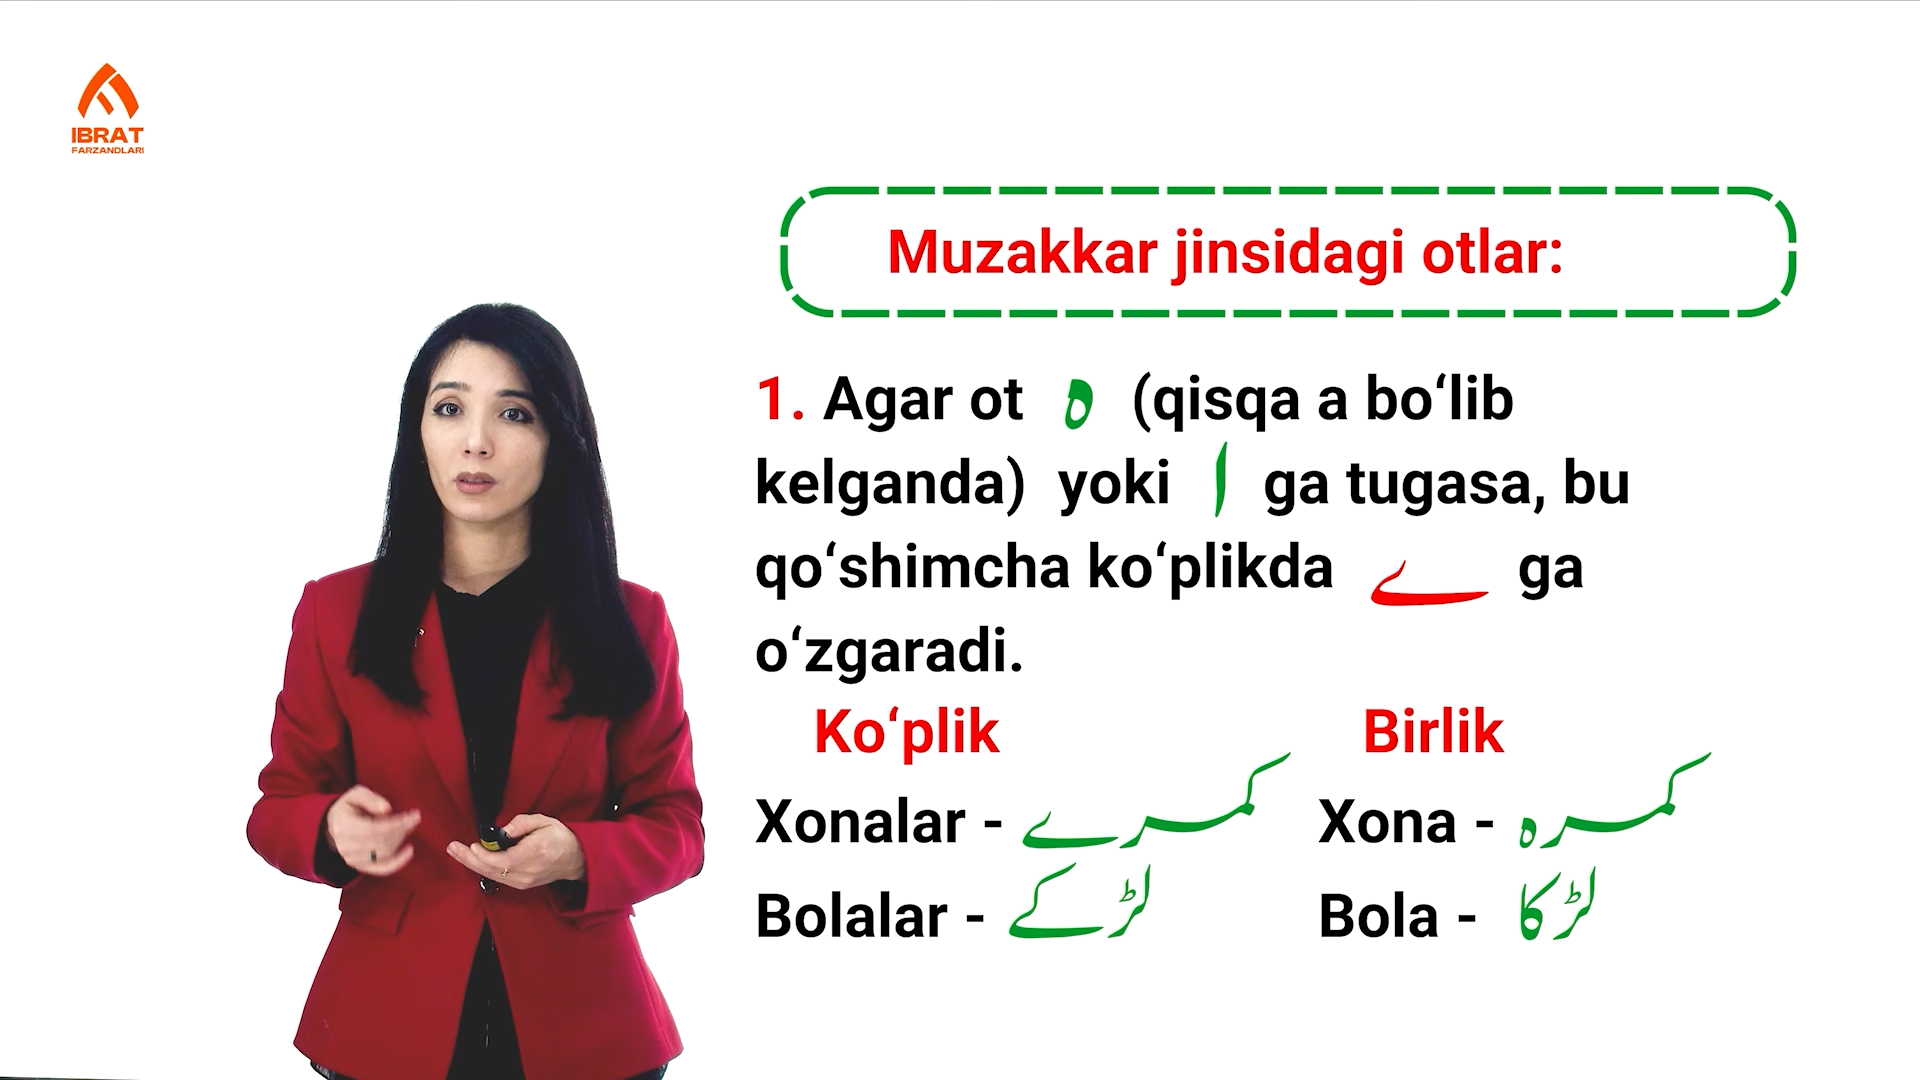 IBRAT
FARZANDLARI
Muzakkar jinsidagi otlar:
1. Agar ot ہ (qisqa a bo‘lib
kelganda) yoki ا ga tugasa, bu
qo‘shimcha ko‘plikda ے ga
o‘zgaradi.
Ko‘plik Birlik
Xonalar - کمرے Xona - کمرہ
Bolalar - لڑکے Bola - لڑکا